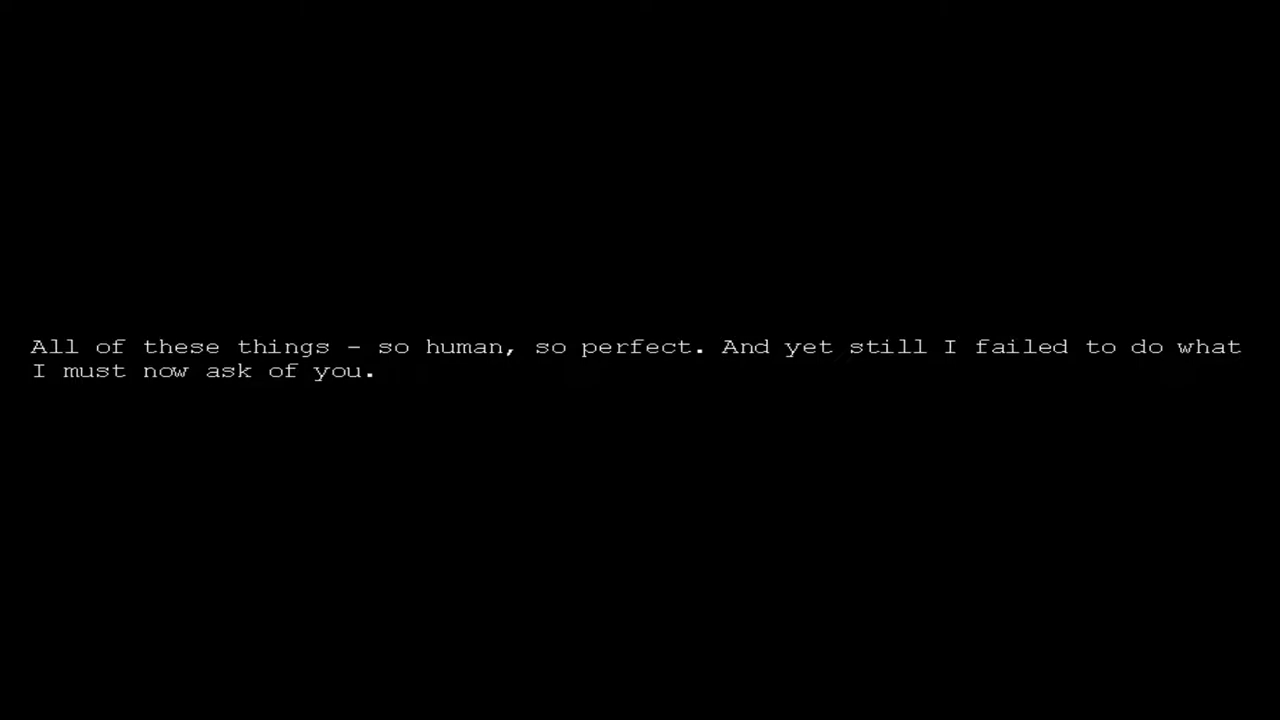 All of these things - so human, so perfect. And yet still I failed to do what
I must now ask of you.